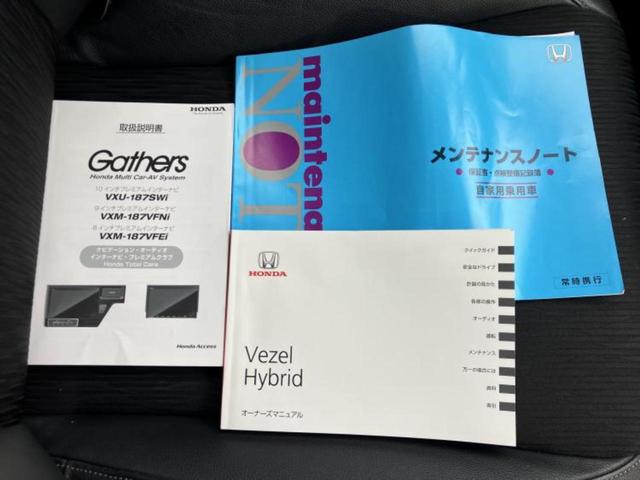 HONDA
取扱説明書
Gathers
Honda Multi Car-AV System
10インチプレミアムインターナビ
VXU-187SWi
9インチプレミアムインターナビ
VXM-187VFNi
8インチプレミアムインターナビ
VXM-187VFEi
ナビゲーション・オーディオ
インターナビ・プレミアムクラブ
Honda Total Care
Honda Access
maintena
NOT
メンテナンスノート
保証書・点検整備記録簿
自家用乗用車
常時携行
HONDA
Vezel
Hybrid
オーナーズマニュアル
クイックガイド
安全なドライブ
計器の見かた
各部の操作
オーディオ
運転
メンテナンス
万一の場合には
資料
索引